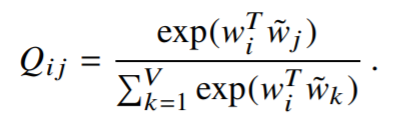 Q_{ij} = \frac{\exp(w_i^T \tilde{w}_j)}{\sum_{k=1}^{V} \exp(w_i^T \tilde{w}_k)} .